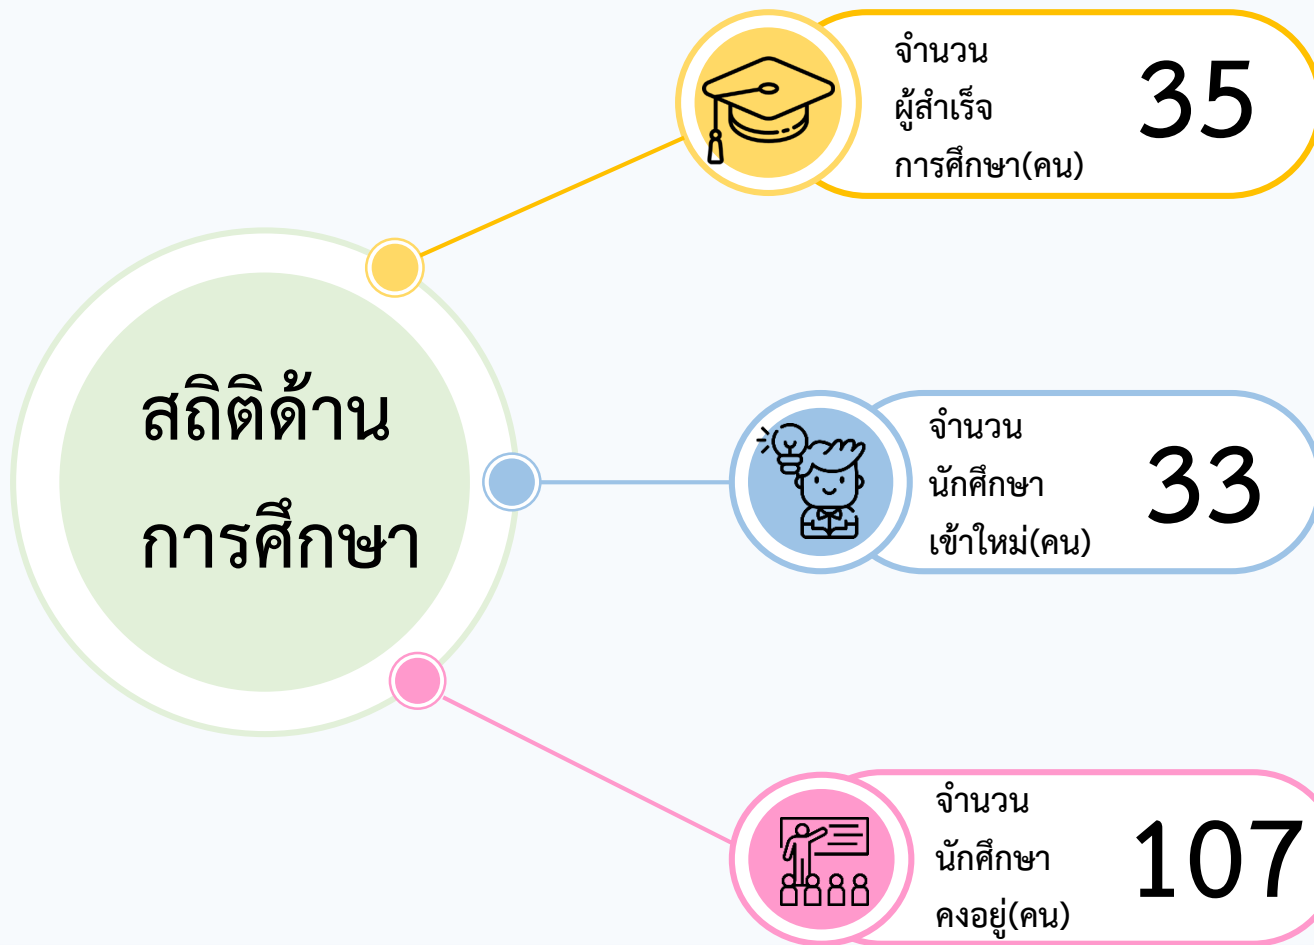 สถิติด้าน
การศึกษา
จำนวน
ผู้สำเร็จ
การศึกษา(คน)
35
จำนวน
นักศึกษา
เข้าใหม่(คน)
33
จำนวน
นักศึกษา
คงอยู่(คน)
107